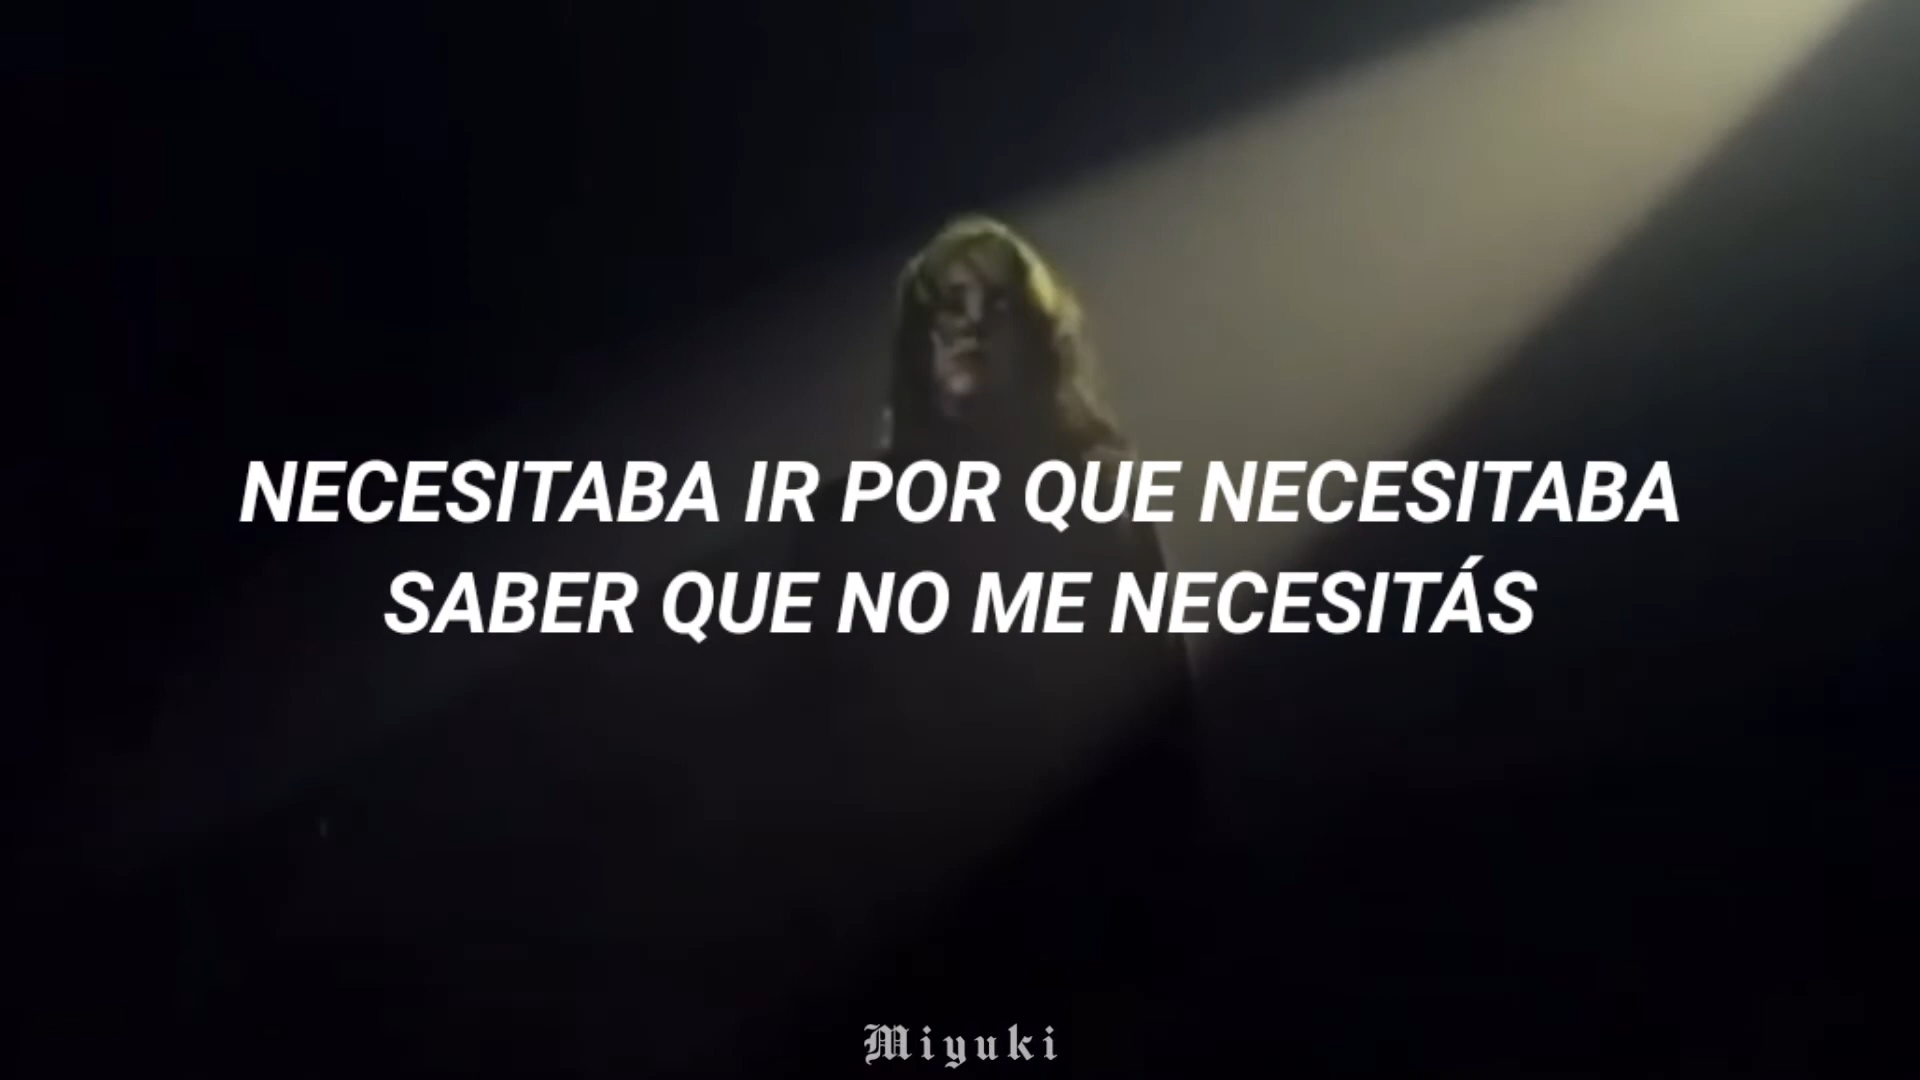 NECESITABA IR POR QUE NECESITABA
SABER QUE NO ME NECESITÁS
Miyuki